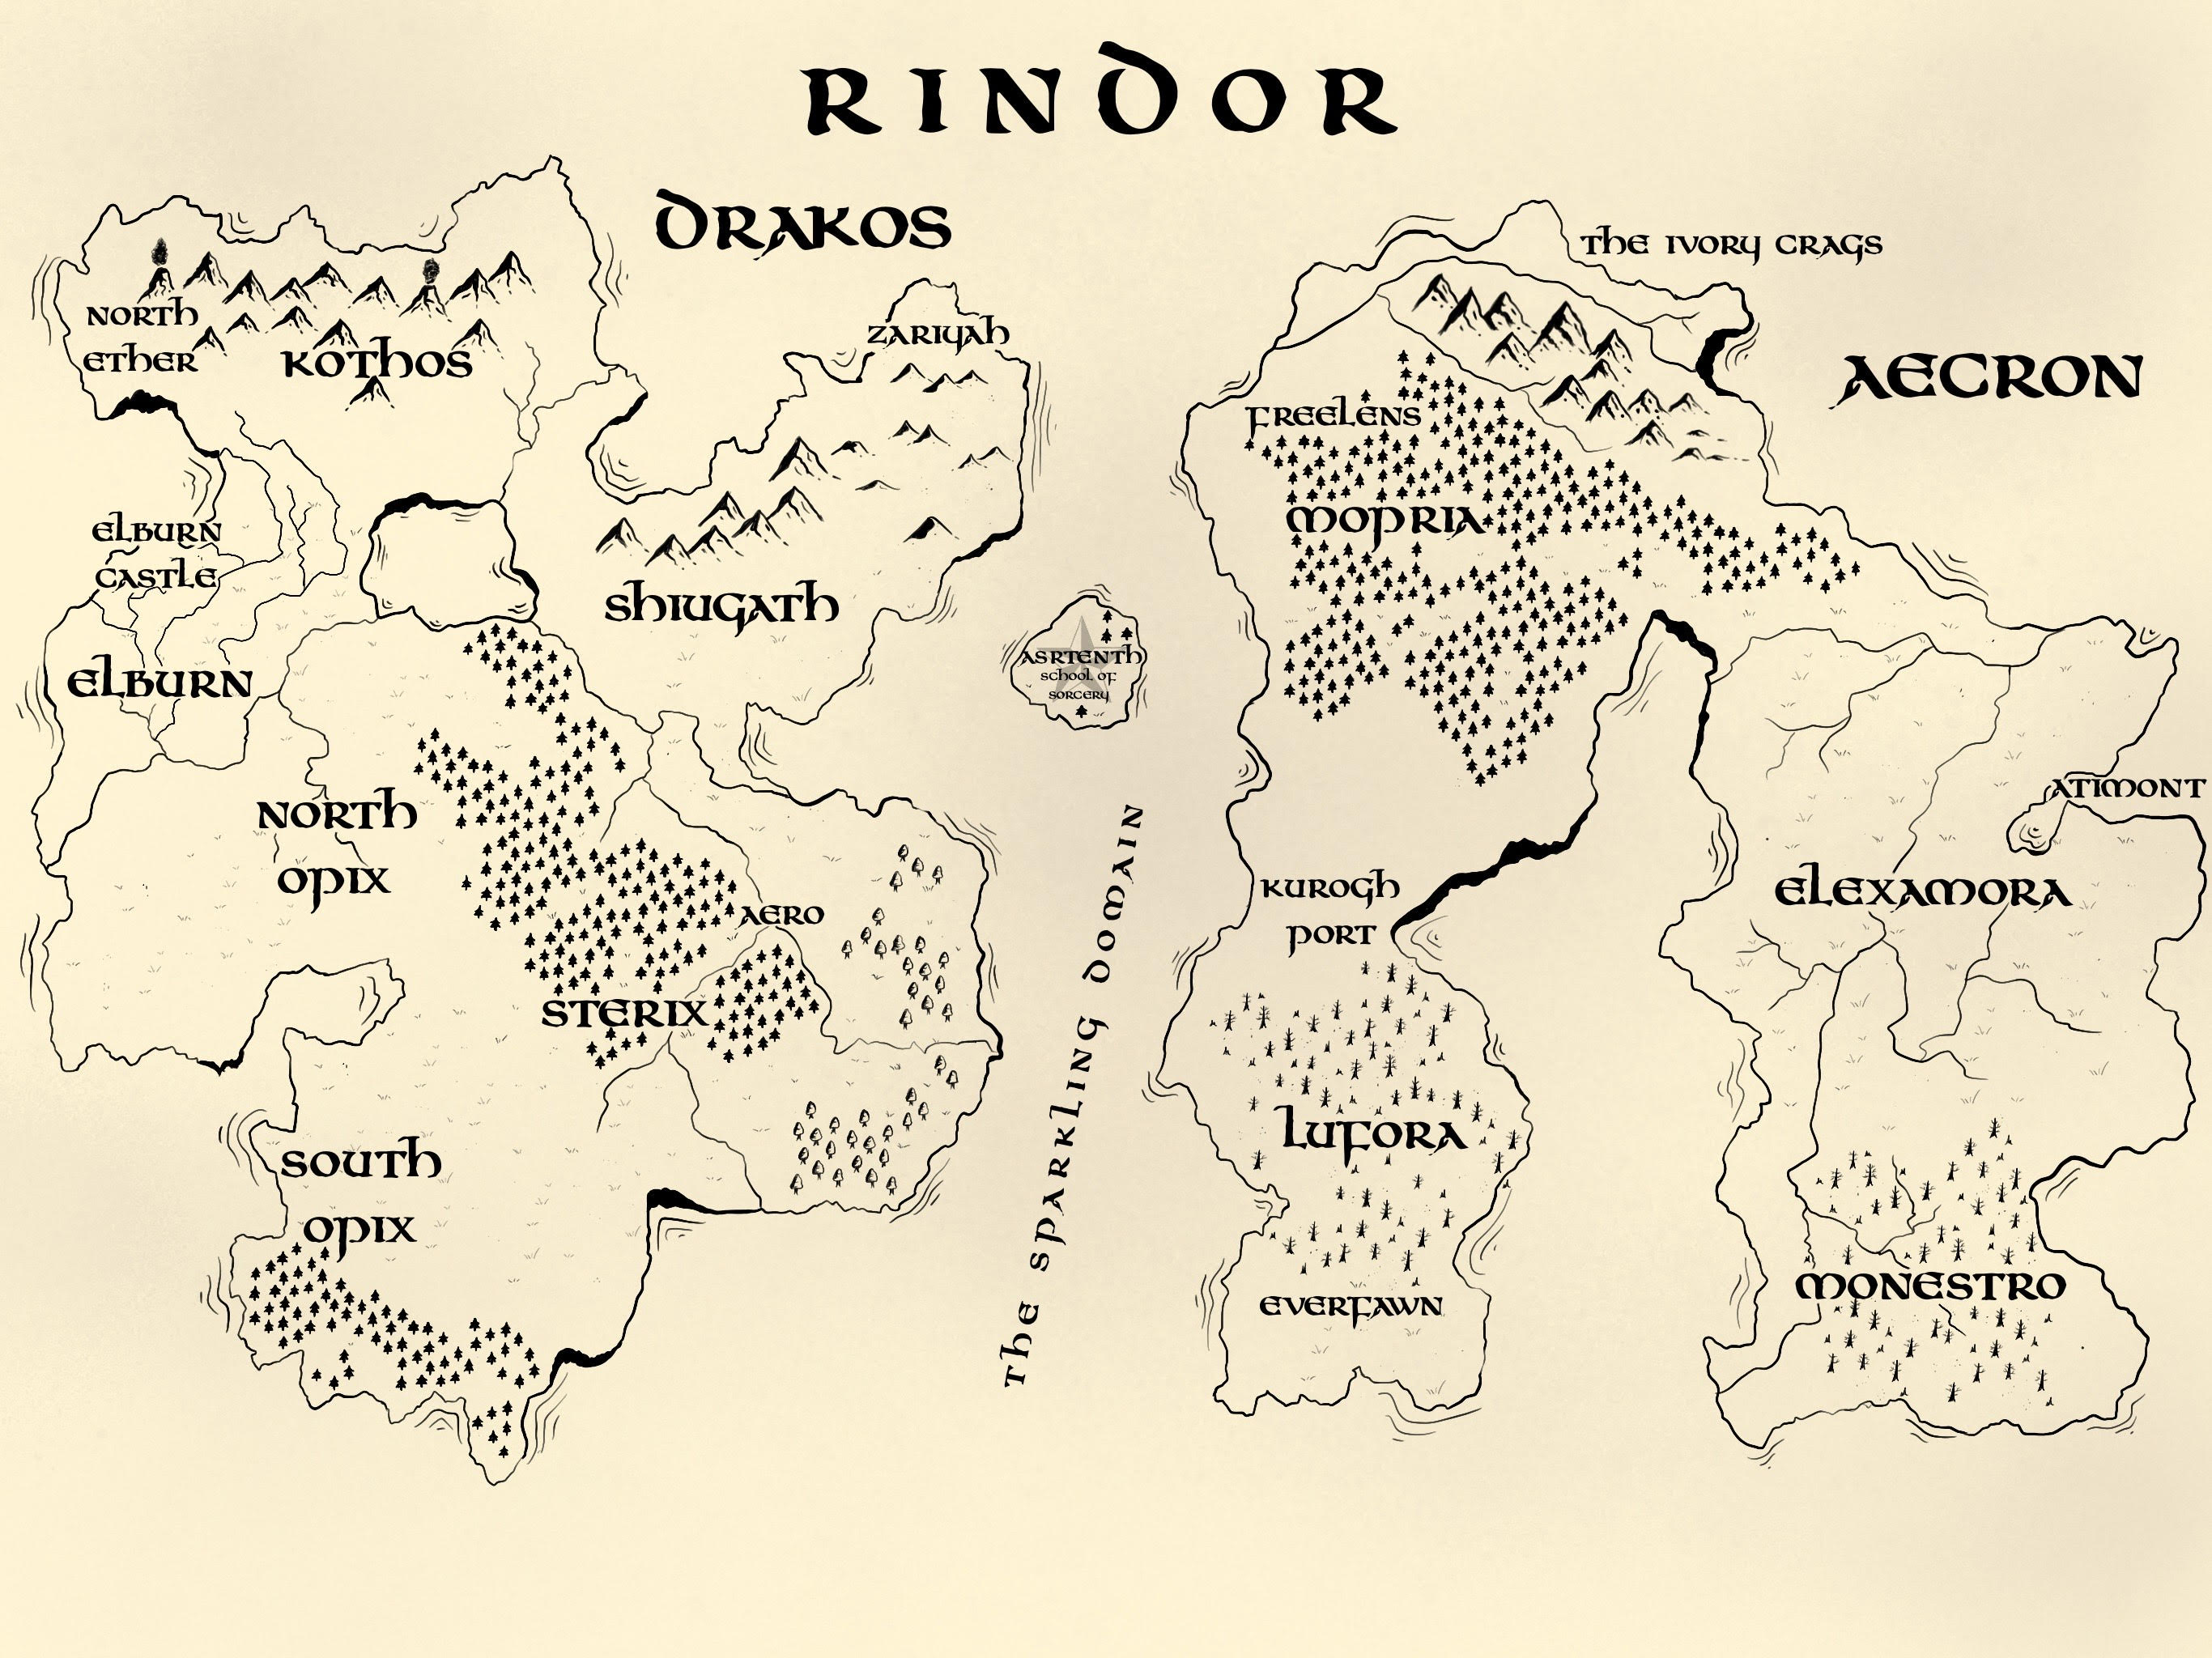 RINDOR
DRAKOS
THE IVORY CRAGS
NORTH
ETHER
KOTHOS
ZARIYAH
AECRON
FREELENS
ELBURN
CASTLE
MOPRIA
SHIUGATH
ASRTENTH
SCHOOL OF
SORCERY
ELBURN
NORTH
OPIX
ATIMONT
AERO
KUROGH
PORT
ELEXAMORA
STERIX
THE SPARKLING DOMAIN
LUFORA
SOUTH
OPIX
MONESTRO
EVERFAWN